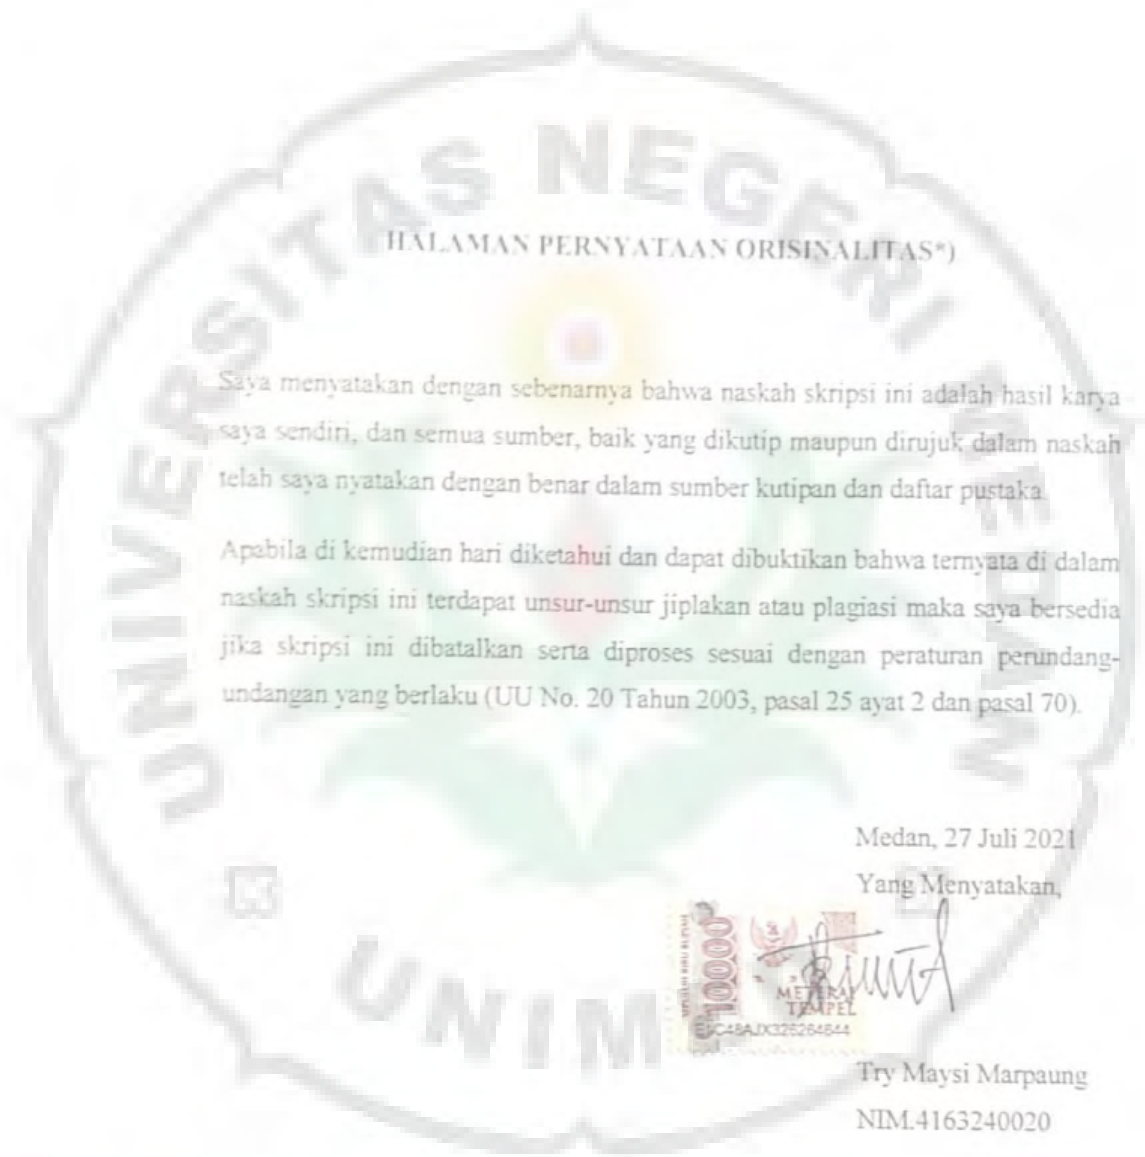 UNIVERSITAS NEGERI MEDAN
HALAMAN PERNYATAAN ORISINALITAS*)
Saya menyatakan dengan sebenarnya bahwa naskah skripsi ini adalah hasil karya
saya sendiri, dan semua sumber, baik yang dikutip maupun dirujuk dalam naskah
telah saya nyatakan dengan benar dalam sumber kutipan dan daftar pustaka.
Apabila di kemudian hari diketahui dan dapat dibuktikan bahwa ternyata di dalam
naskah skripsi ini terdapat unsur-unsur jiplakan atau plagiasi maka saya bersedia
jika skripsi ini dibatalkan serta diproses sesuai dengan peraturan perundang-
undangan yang berlaku (UU No. 20 Tahun 2003, pasal 25 ayat 2 dan pasal 70).
Medan, 27 Juli 2021
Yang Menyatakan,
10000
METERAI
TEMPEL
UNIM
Try Maysi Marpaung
NIM.4163240020